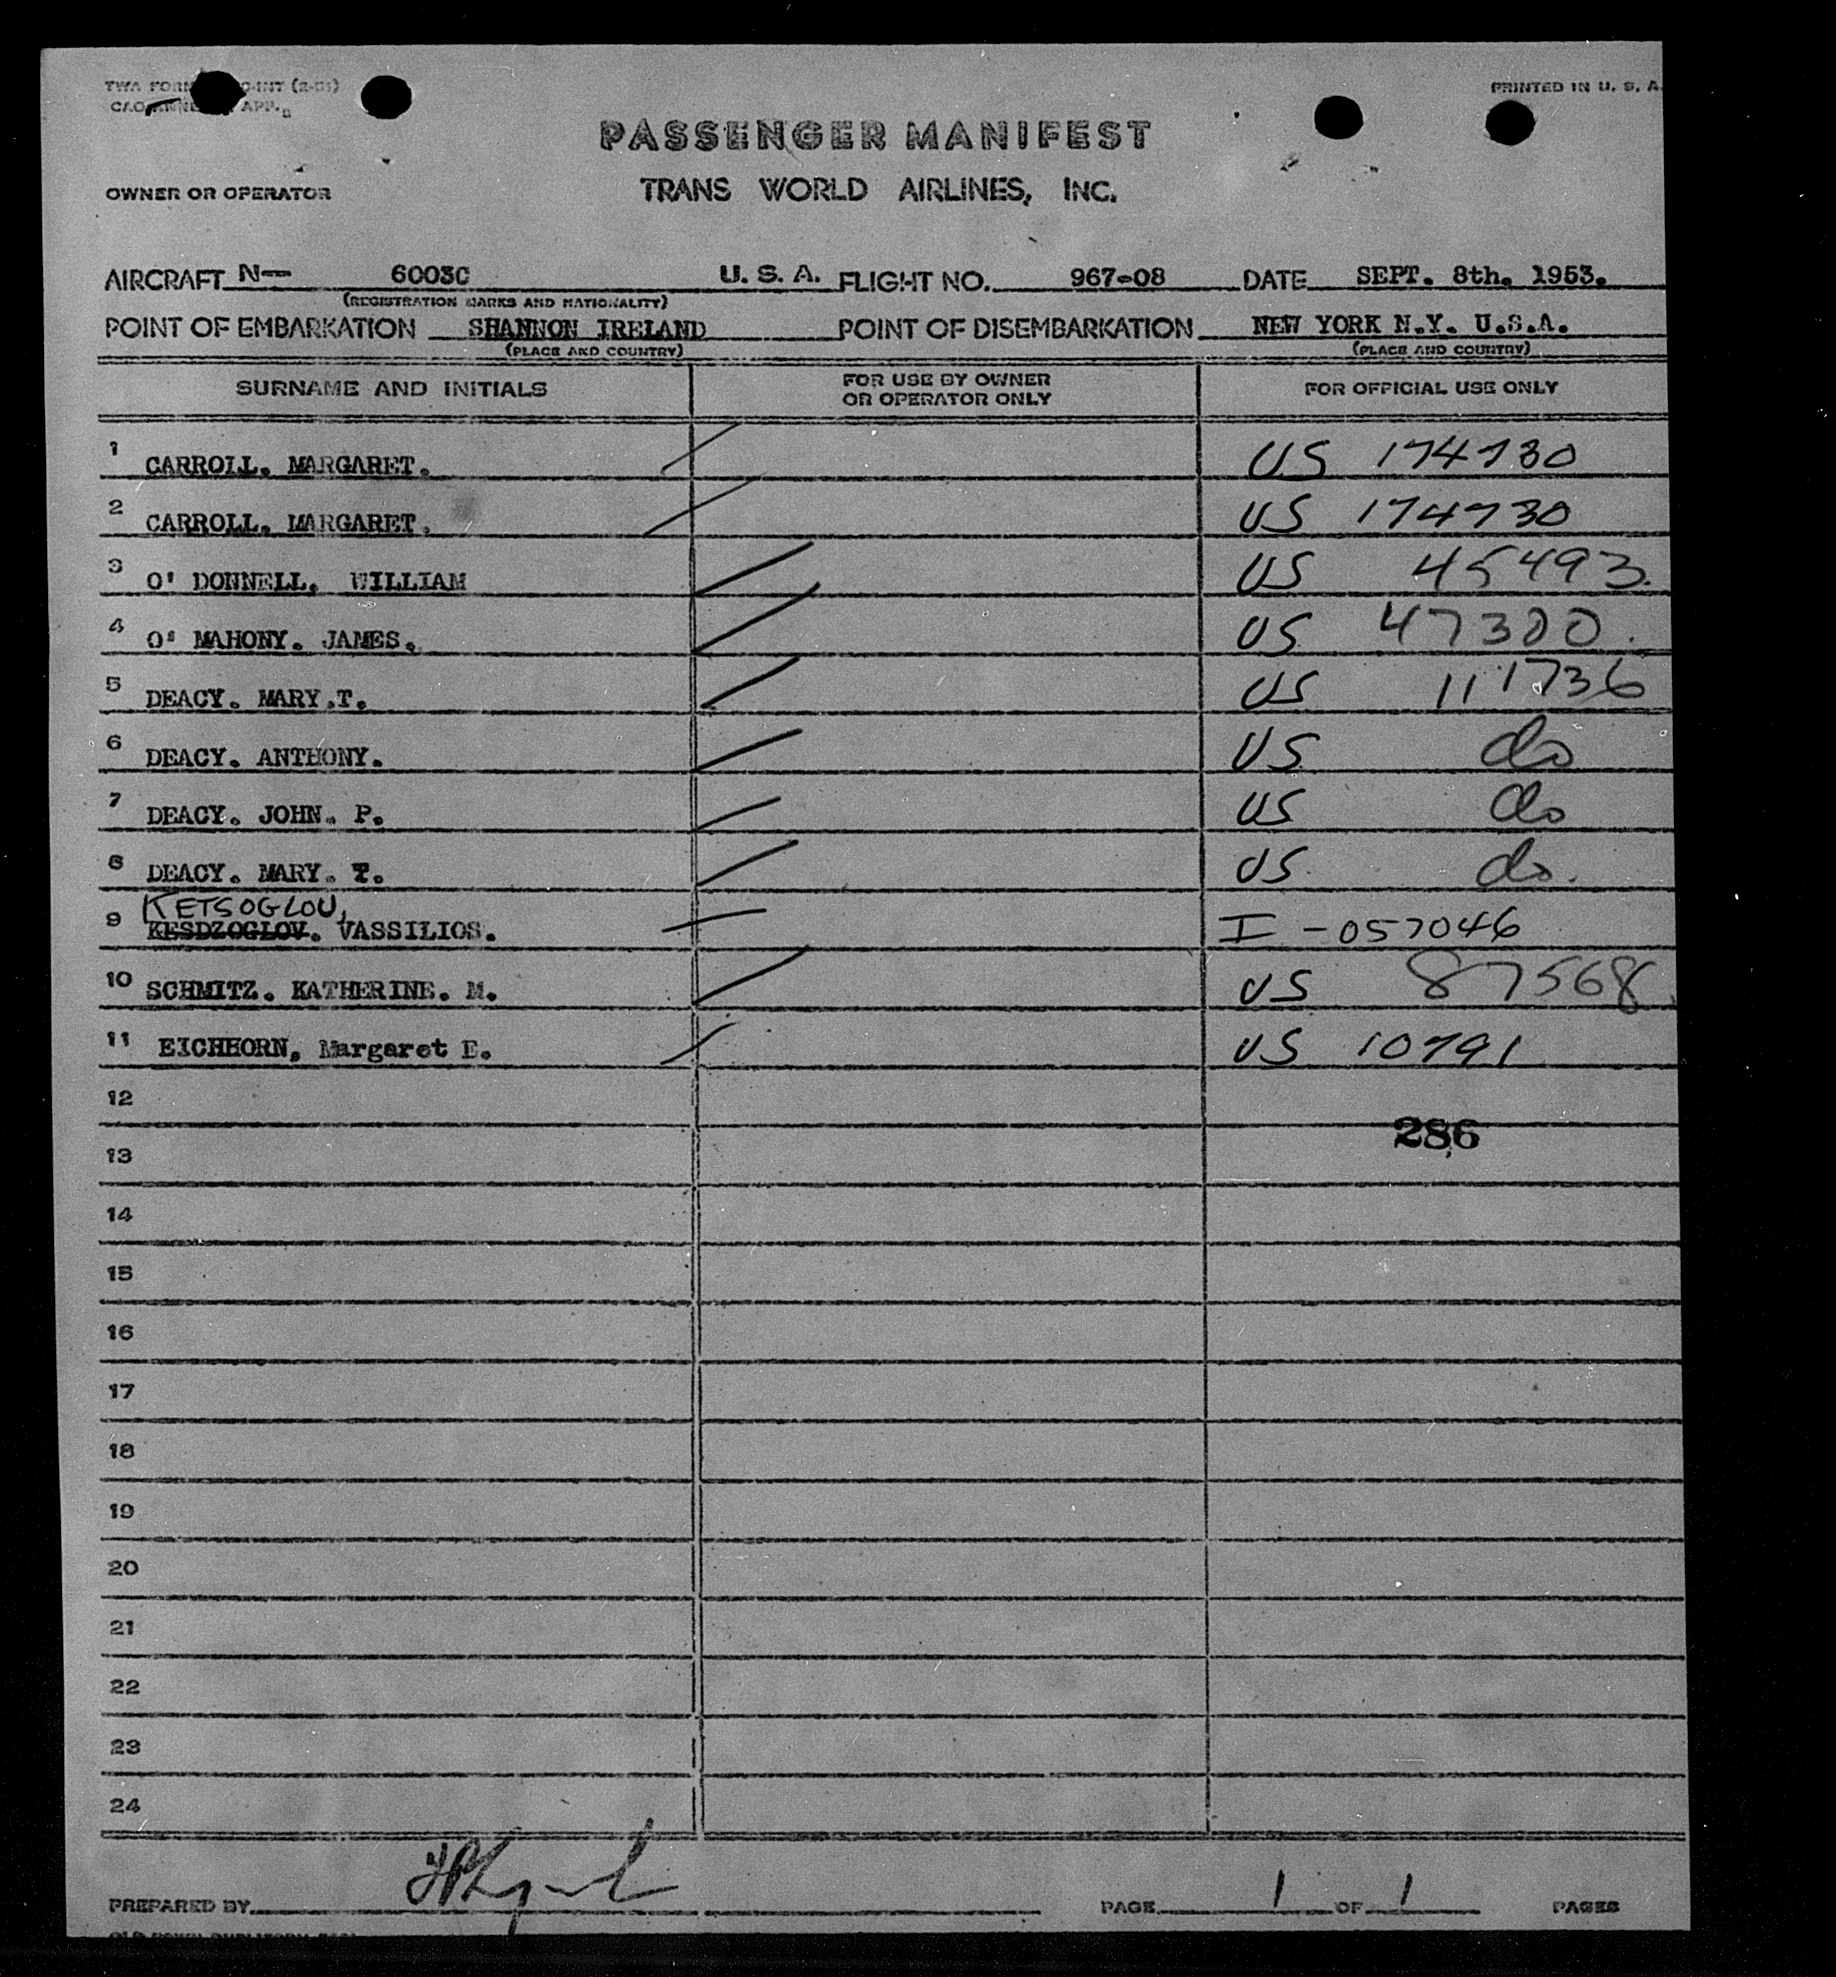 TWA FORM
PRINTED IN U. S. A.
PASSENGER MANIFEST
OWNER OR OPERATOR
TRANS WORLD AIRLINES, INC.
AIRCRAFT N— 6003C U. S. A. FLIGHT NO. 967-08 DATE SEPT. 8th. 1953.
(REGISTRATION MARKS AND NATIONALITY)
POINT OF EMBARKATION SHANNON IRELAND POINT OF DISEMBARKATION NEW YORK N.Y. U.S.A.
(PLACE AND COUNTRY) (PLACE AND COUNTRY)
SURNAME AND INITIALS FOR USE BY OWNER FOR OFFICIAL USE ONLY
OR OPERATOR ONLY
1 CARROLL. MARGARET. US 174730
2 CARROLL. MARGARET. US 174730
3 O' DONNELL. WILLIAM US 45493.
4 O' MAHONY. JAMES. US 47300.
5 DEACY. MARY.T. US 111736
6 DEACY. ANTHONY. US do
7 DEACY. JOHN. P. US do
8 DEACY. MARY. T. US. do.
KETSOGLOU,
9 KESDZOGLOV. VASSILIOS. I -057046
10 SCHMITZ. KATHERINE. M. US 87568.
11 EICHHORN, Margaret E. US 10791
12
286
13
14
15
16
17
18
19
20
21
22
23
24
PREPARED BY PAGE 1 OF 1 PAGES